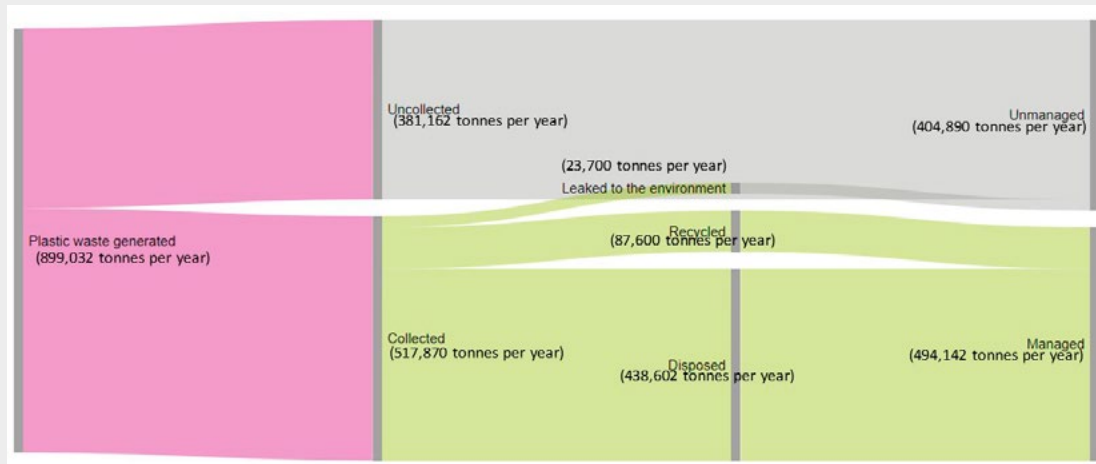 Uncollected
(381,162 tonnes per year)
Unmanaged
(404,890 tonnes per year)
(23,700 tonnes per year)
Leaked to the environment
Plastic waste generated
(899,032 tonnes per year)
Recycled
(87,600 tonnes per year)
Collected
(517,870 tonnes per year)
Disposed
(438,602 tonnes per year)
Managed
(494,142 tonnes per year)